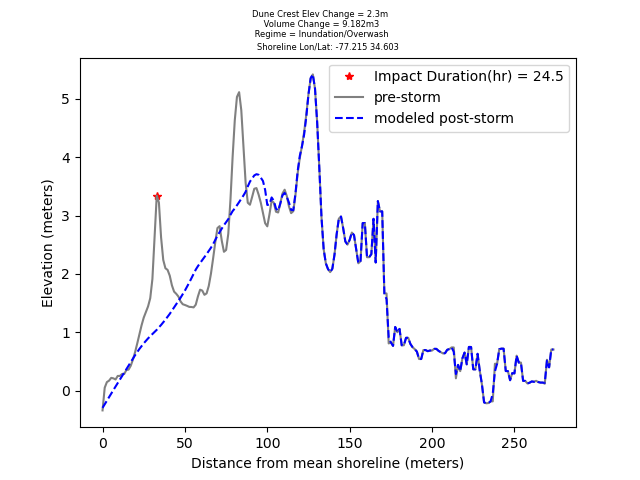 Dune Crest Elev Change = 2.3m
Volume Change = 9.182m3
Regime = Inundation/Overwash
Shoreline Lon/Lat: -77.215 34.603
Impact Duration(hr) = 24.5
pre-storm
modeled post-storm
Elevation (meters)
5
4
3
2
1
0
0 50 100 150 200 250
Distance from mean shoreline (meters)